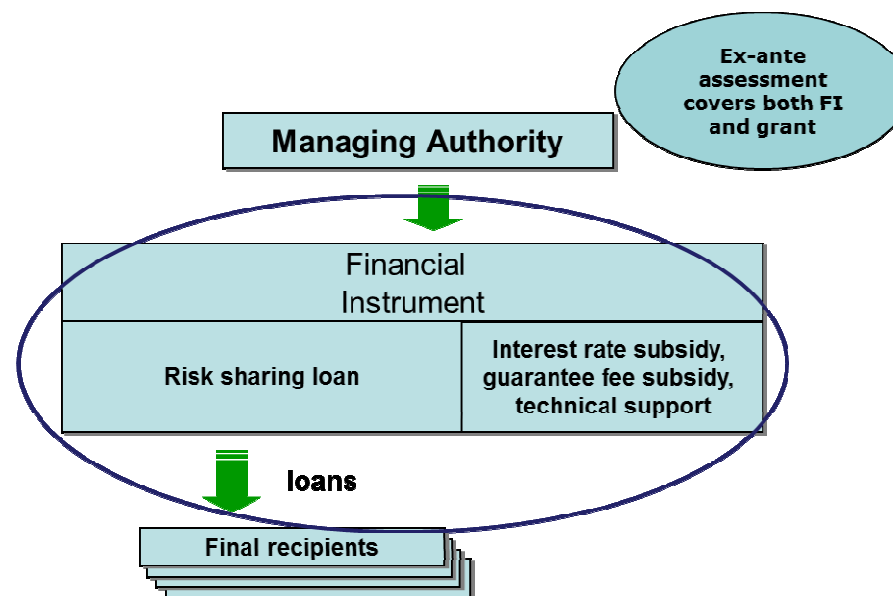 Ex-ante
assessment
covers both FI
and grant
Managing Authority
Financial
Instrument
Risk sharing loan
Interest rate subsidy,
guarantee fee subsidy,
technical support
loans
Final recipients